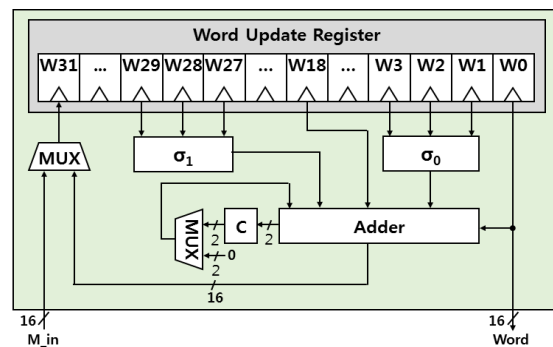 Word Update Register
W31 ... W29 W28 W27 ... W18 ... W3 W2 W1 W0
MUX
σ1
σ0
MUX
2
2
0
C
2
Adder
16
16
M_in
16
Word